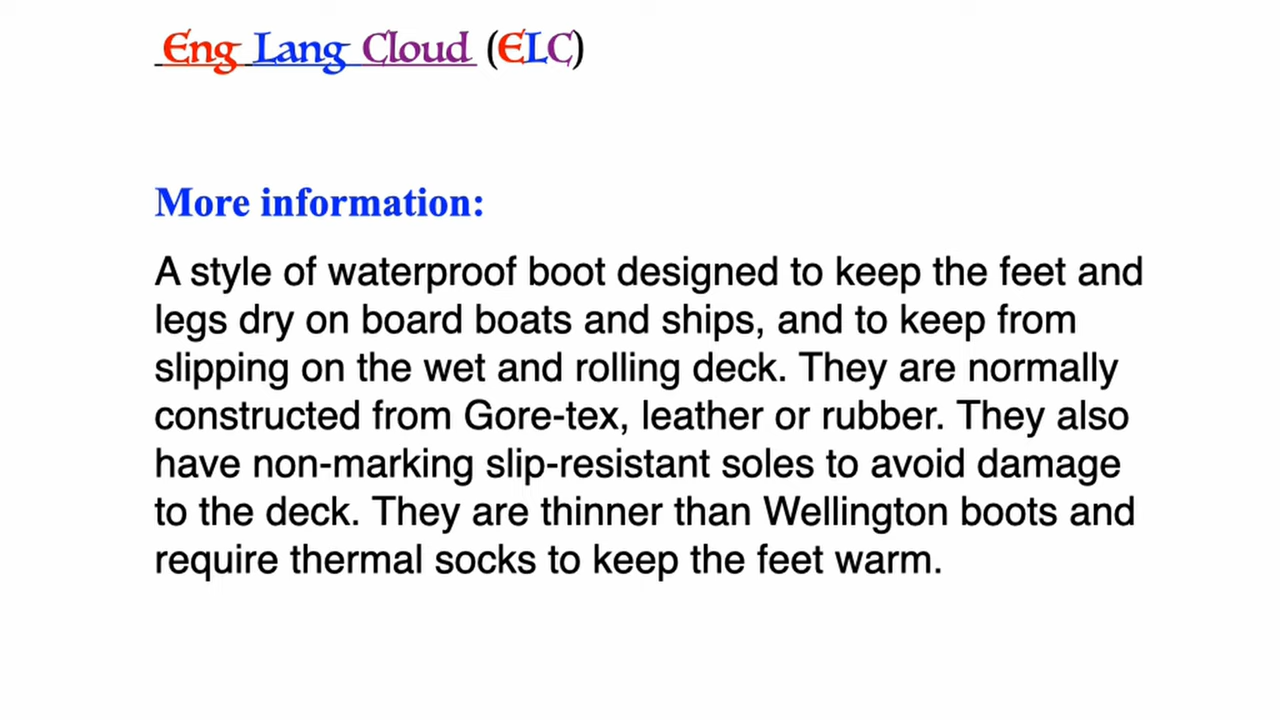 Eng Lang Cloud (ELC)
More information:
A style of waterproof boot designed to keep the feet and
legs dry on board boats and ships, and to keep from
slipping on the wet and rolling deck. They are normally
constructed from Gore-tex, leather or rubber. They also
have non-marking slip-resistant soles to avoid damage
to the deck. They are thinner than Wellington boots and
require thermal socks to keep the feet warm.